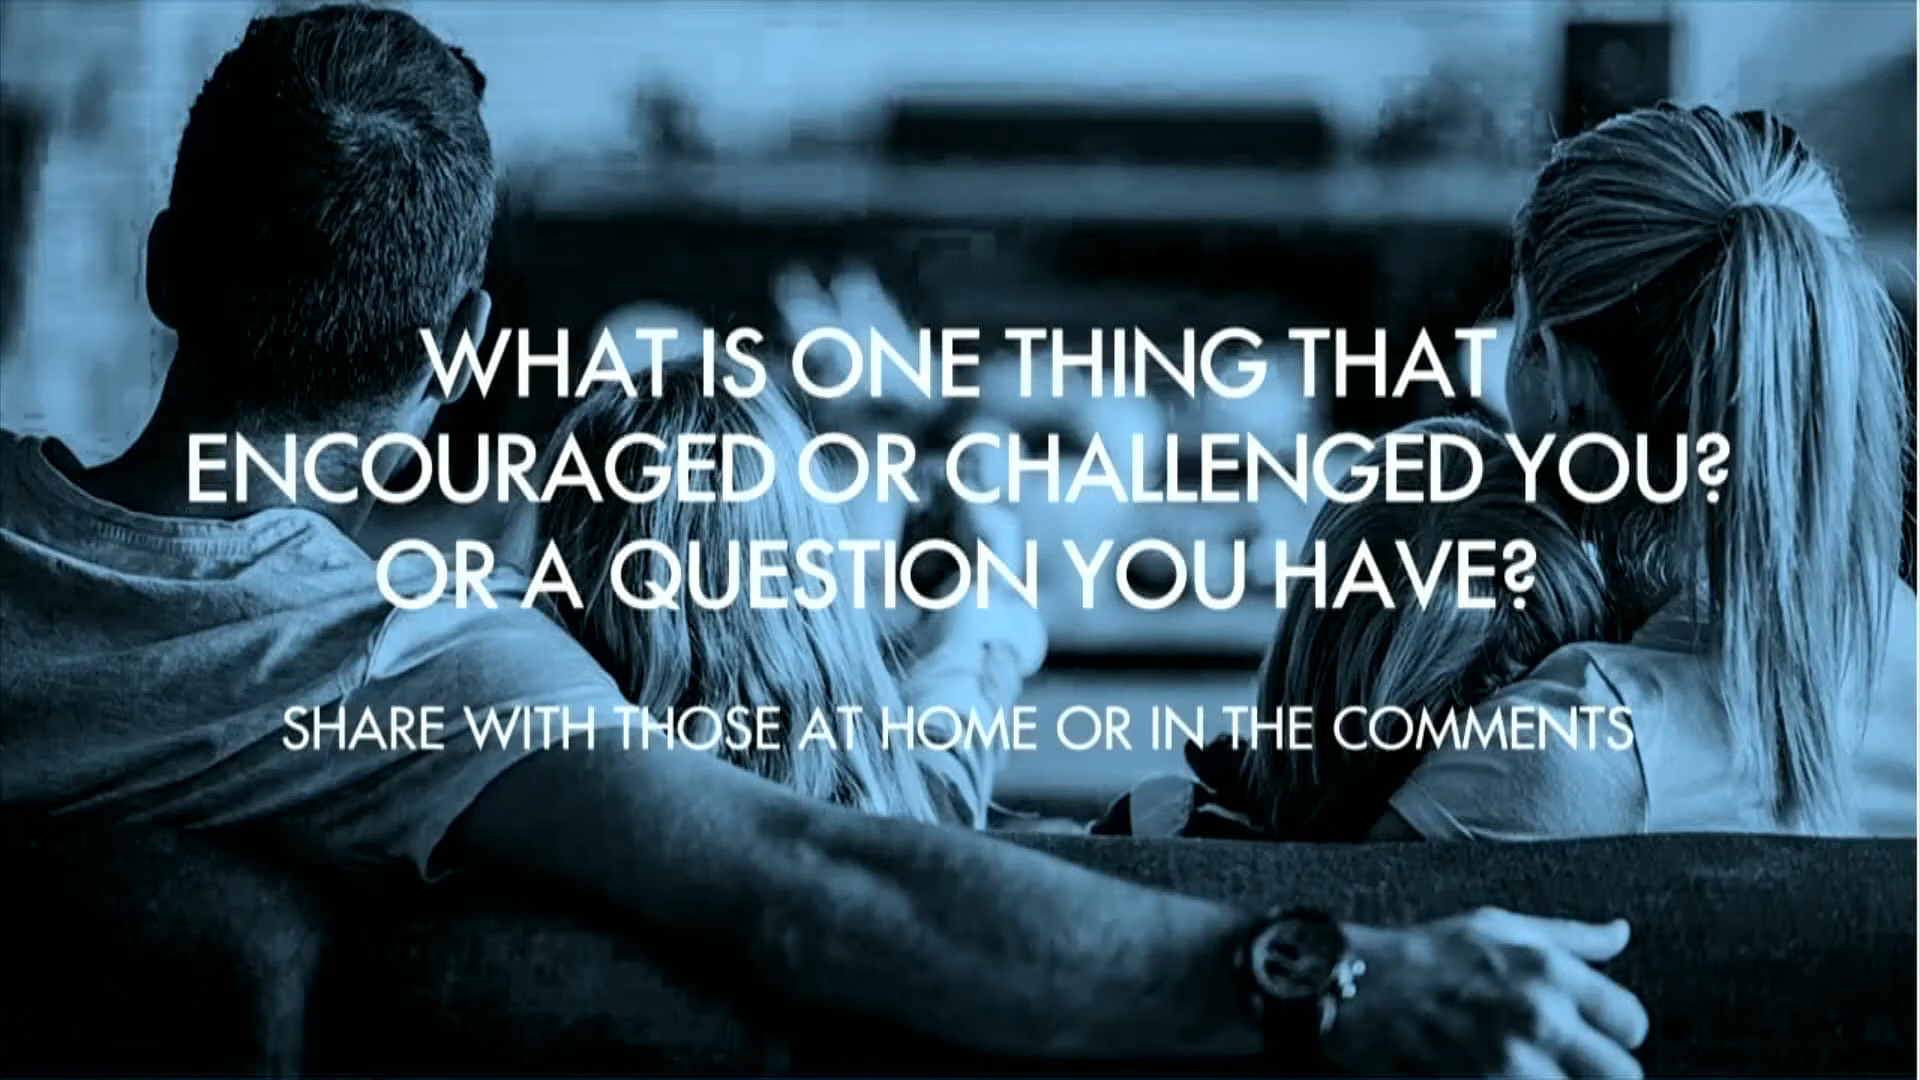 WHAT IS ONE THING THAT
ENCOURAGED OR CHALLENGED YOU?
OR A QUESTION YOU HAVE?
SHARE WITH THOSE AT HOME OR IN THE COMMENTS